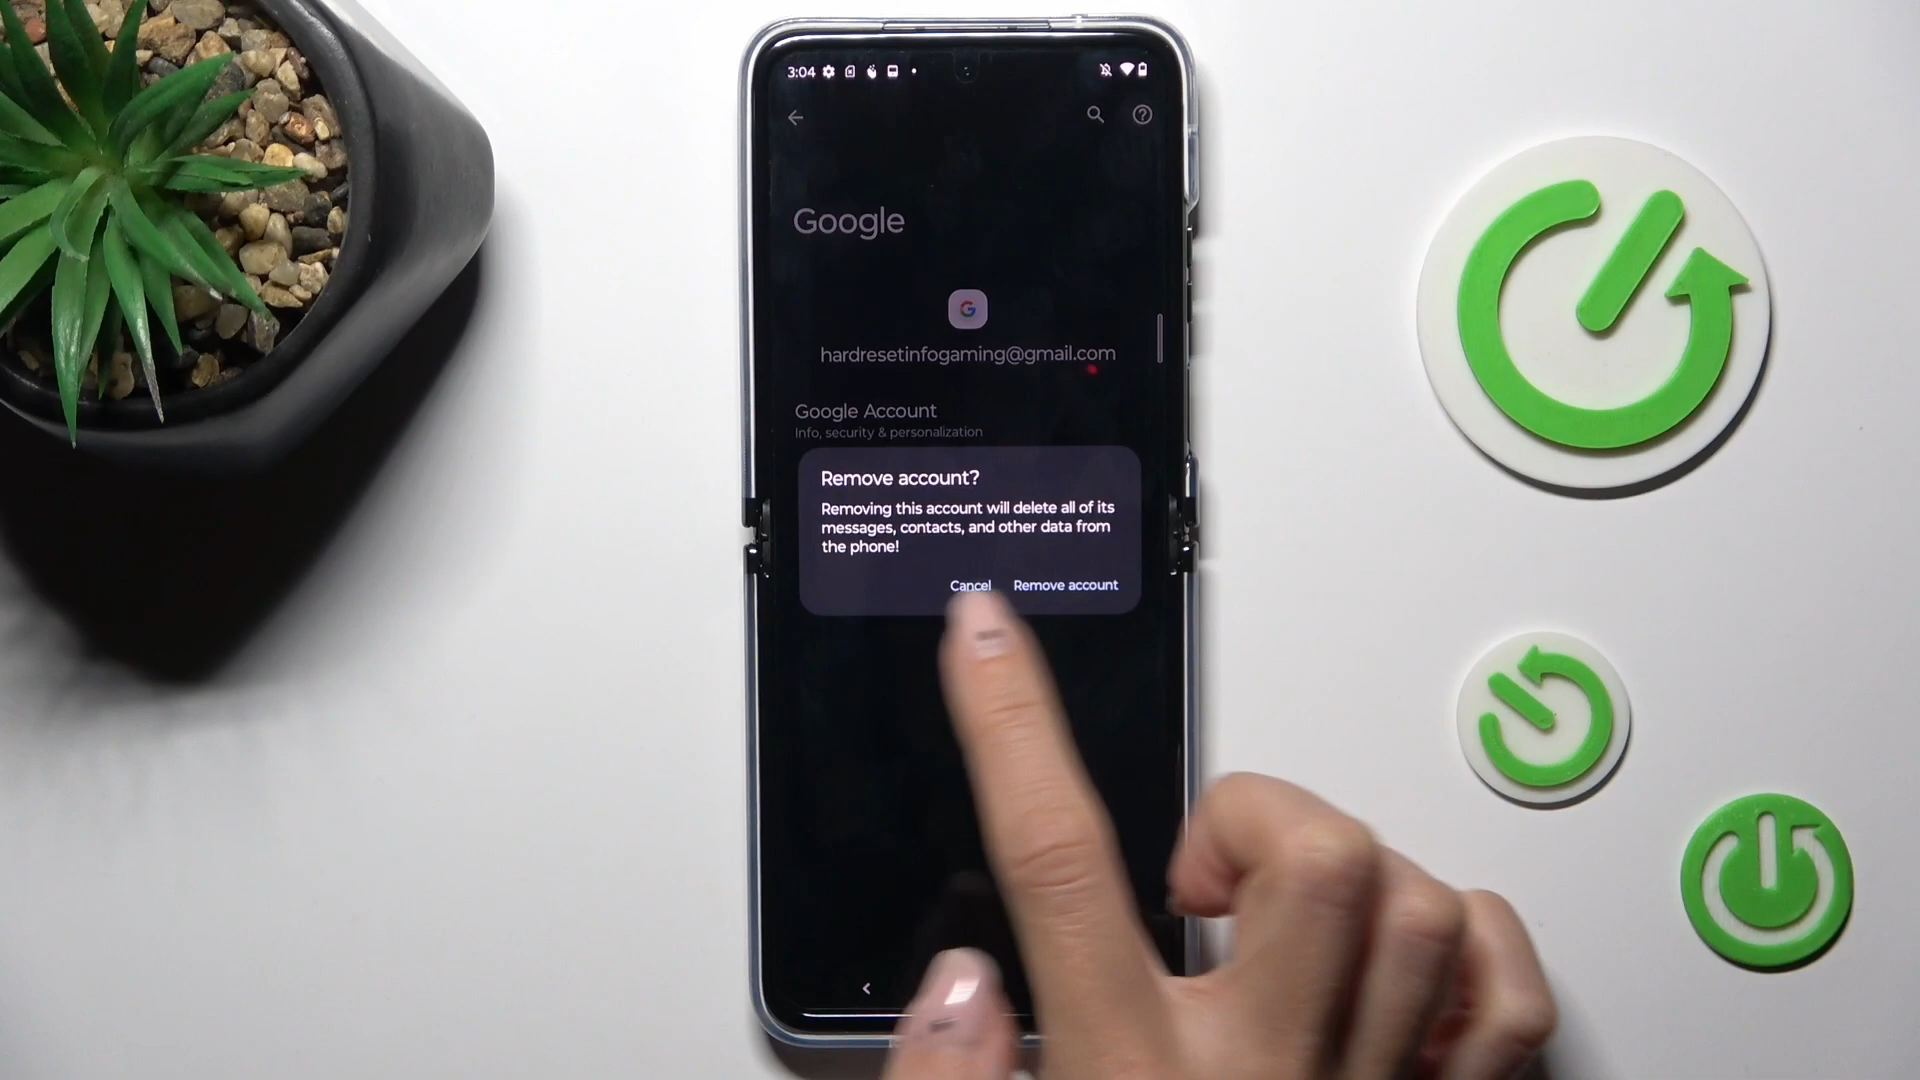 3:04
Google
G
hardresetinfogaming@gmail.com
Google Account
Info, security & personalization
Remove account?
Removing this account will delete all of its
messages, contacts, and other data from
the phone!
Cancel Remove account